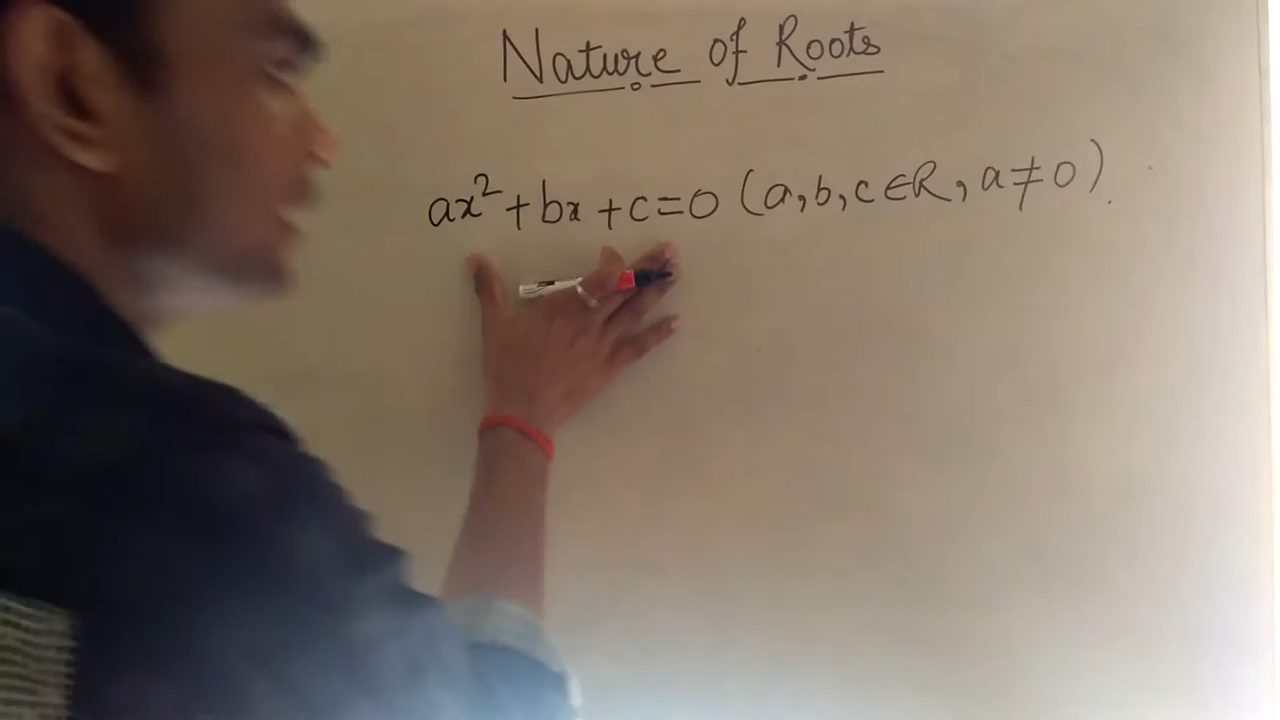 Nature of Roots
ax²+bx+c=0 (a,b,c∈R, a≠0).